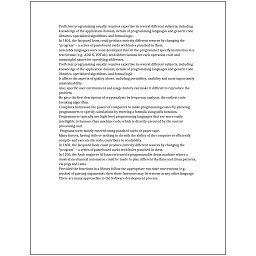 Proficient programming usually requires expertise in several different subjects, including
knowledge of the application domain, details of programming languages and generic code
libraries, specialized algorithms, and formal logic.
In 1801, the Jacquard loom could produce entirely different weaves by changing the
"program" – a series of pasteboard cards with holes punched in them.
Assembly languages were soon developed that let the programmer specify instruction in a
text format (e.g., ADD X, TOTAL), with abbreviations for each operation code and
meaningful names for specifying addresses.
Proficient programming usually requires expertise in several different subjects, including
knowledge of the application domain, details of programming languages and generic code
libraries, specialized algorithms, and formal logic.
It affects the aspects of quality above, including portability, usability and most importantly
maintainability.
Also, specific user environment and usage history can make it difficult to reproduce the
problem.
He gave the first description of cryptanalysis by frequency analysis, the earliest code-
breaking algorithm.
Compilers harnessed the power of computers to make programming easier by allowing
programmers to specify calculations by entering a formula using infix notation.
Programmers typically use high-level programming languages that are more easily
intelligible to humans than machine code, which is directly executed by the central
processing unit.
Programs were mostly entered using punched cards or paper tape.
Many factors, having little or nothing to do with the ability of the computer to efficiently
compile and execute the code, contribute to readability.
In 1801, the Jacquard loom could produce entirely different weaves by changing the
"program" – a series of pasteboard cards with holes punched in them.
In 1206, the Arab engineer Al-Jazari invented a programmable drum machine where a
musical mechanical automaton could be made to play different rhythms and drum patterns,
via pegs and cams.
Provided the functions in a library follow the appropriate run-time conventions (e.g.,
method of passing arguments), then these functions may be written in any other language.
There are many approaches to the Software development process.